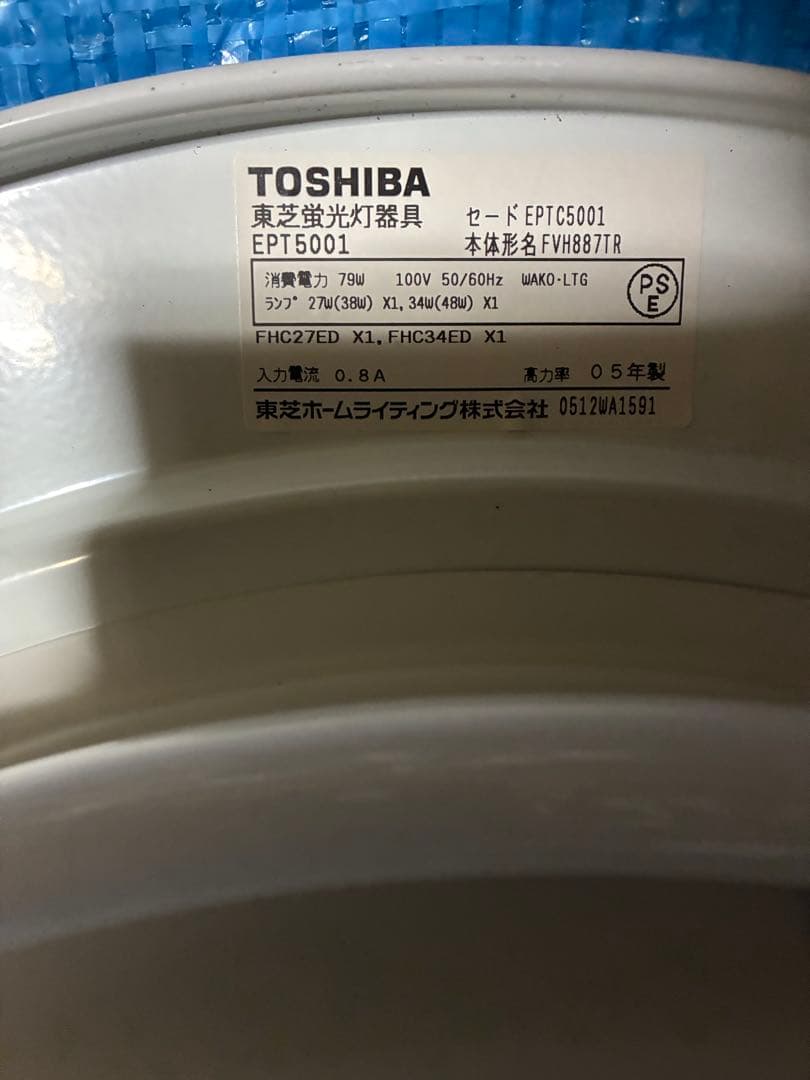 TOSHIBA
東芝蛍光灯器具 セード EPTC5001
EPT5001 本体形名 FVH887TR
消費電力 79W 100V 50/60Hz WAKO・LTG
ランプ 27W(38W) X1, 34W(48W) X1
PS
E
FHC27ED X1, FHC34ED X1
入力電流 0.8A 高力率 05年製
東芝ホームライティング株式会社 0512WA1591